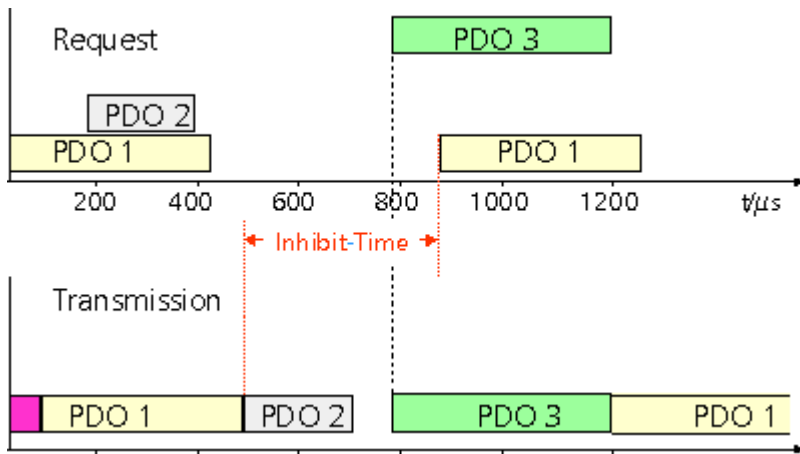 Request
PDO 3
PDO 2
PDO 1
PDO 1
200 400 600 800 1000 1200 t/µs
Inhibit-Time
Transmission
PDO 1 PDO 2 PDO 3 PDO 1